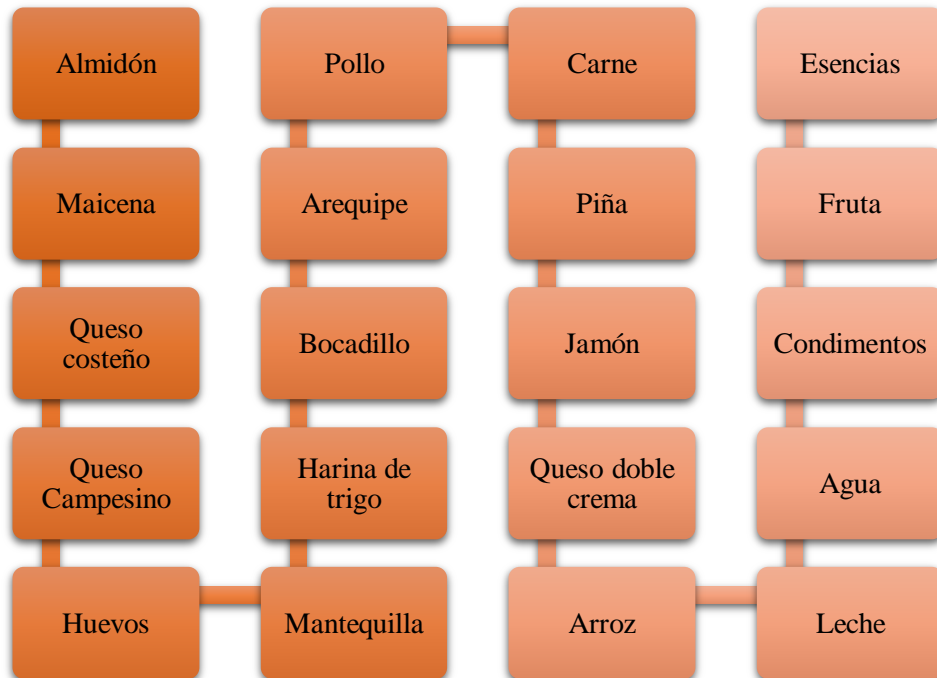 Almidón
Maicena
Queso
costeño
Queso
Campesino
Huevos
Mantequilla
Harina de
trigo
Bocadillo
Arequipe
Pollo
Carne
Piña
Jamón
Queso doble
crema
Arroz
Leche
Agua
Condimentos
Fruta
Esencias